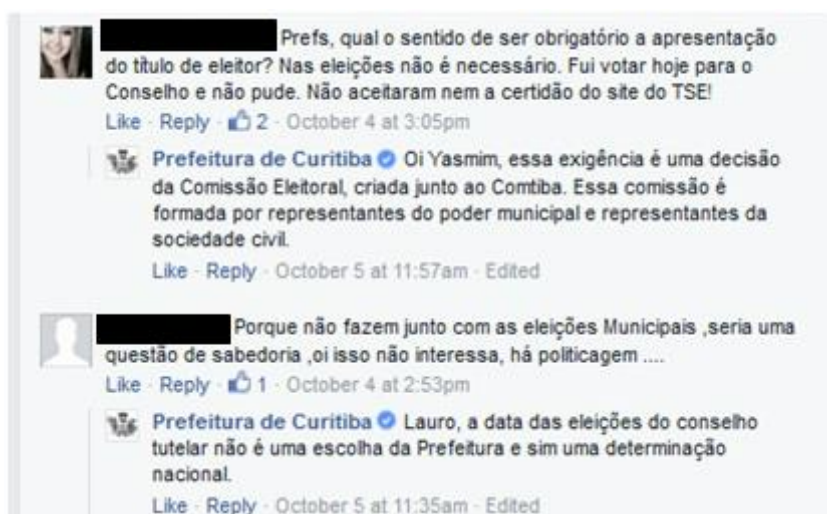 Prefs, qual o sentido de ser obrigatório a apresentação
do título de eleitor? Nas eleições não é necessário. Fui votar hoje para o
Conselho e não pude. Não aceitaram nem a certidão do site do TSE!
Like · Reply · 2 · October 4 at 3:05pm
Prefeitura de Curitiba Oi Yasmim, essa exigência é uma decisão
da Comissão Eleitoral, criada junto ao Comtiba. Essa comissão é
formada por representantes do poder municipal e representantes da
sociedade civil.
Like · Reply · October 5 at 11:57am · Edited
Porque não fazem junto com as eleições Municipais ,seria uma
questão de sabedoria ,oi isso não interessa, há politicagem ....
Like · Reply · 1 · October 4 at 2:53pm
Prefeitura de Curitiba Lauro, a data das eleições do conselho
tutelar não é uma escolha da Prefeitura e sim uma determinação
nacional.
Like · Reply · October 5 at 11:35am · Edited